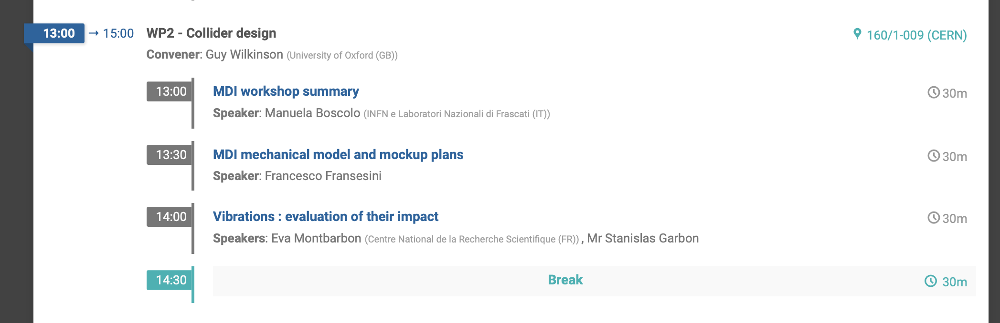 13:00 → 15:00 WP2 - Collider design 160/1-009 (CERN)
Convener: Guy Wilkinson (University of Oxford (GB))
13:00 MDI workshop summary 30m
Speaker: Manuela Boscolo (INFN e Laboratori Nazionali di Frascati (IT))
13:30 MDI mechanical model and mockup plans 30m
Speaker: Francesco Fransesini
14:00 Vibrations : evaluation of their impact 30m
Speakers: Eva Montbarbon (Centre National de la Recherche Scientifique (FR)) , Mr Stanislas Garbon
14:30 Break 30m